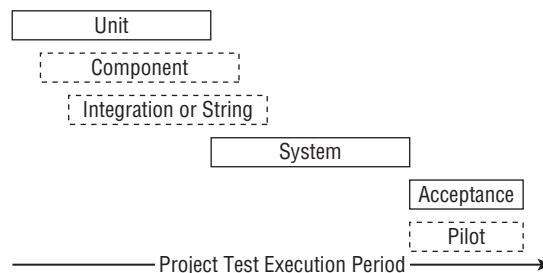 Unit
Component
Integration or String
System
Acceptance
Pilot
Project Test Execution Period